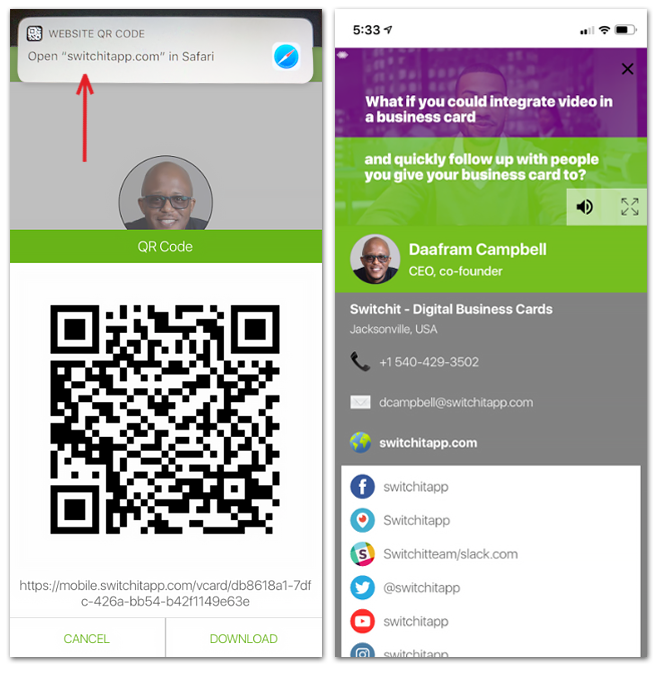 WEBSITE QR CODE
Open “switchitapp.com” in Safari
QR Code
https://mobile.switchitapp.com/vcard/db8618a1-7df
c-426a-bb54-b42f1149e63e
CANCEL
DOWNLOAD
5:33
What if you could integrate video in
a business card
and quickly follow up with people
you give your business card to?
Daafram Campbell
CEO, co-founder
Switchit - Digital Business Cards
Jacksonville, USA
+1 540-429-3502
dcampbell@switchitapp.com
switchitapp.com
switchitapp
Switchitapp
Switchitteam/slack.com
@switchitapp
switchitapp
switchitapp